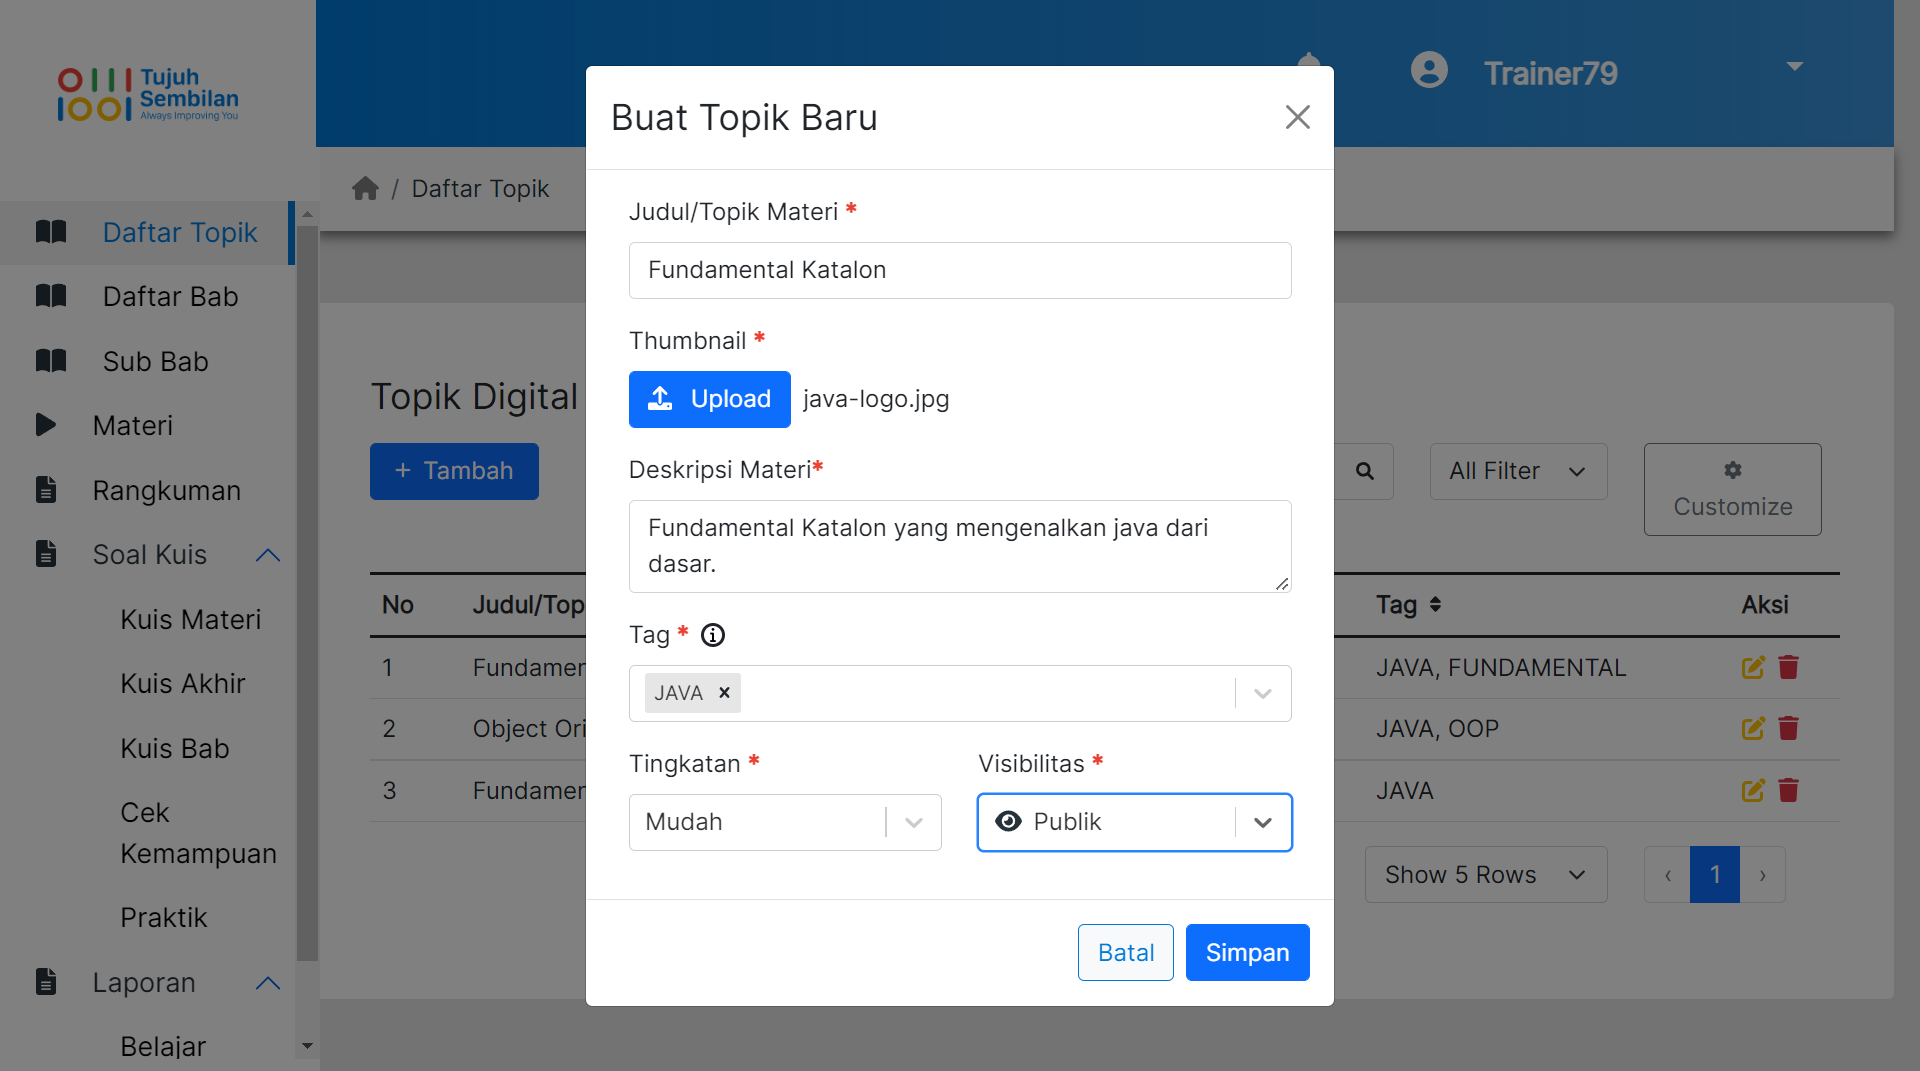 Tujuh
Sembilan
Always Improving You
Trainer79
Daftar Topik
Daftar Bab
Sub Bab
Materi
Rangkuman
Soal Kuis
Kuis Materi
Kuis Akhir
Kuis Bab
Cek
Kemampuan
Praktik
Laporan
Belajar
/ Daftar Topik
Topik Digital
+ Tambah
All Filter
Customize
No Judul/Top Tag Aksi
1 Fundamer JAVA, FUNDAMENTAL
2 Object Ori JAVA, OOP
3 Fundamer JAVA
Show 5 Rows
‹ 1 ›
Buat Topik Baru
Judul/Topik Materi *
Fundamental Katalon
Thumbnail *
Upload java-logo.jpg
Deskripsi Materi*
Fundamental Katalon yang mengenalkan java dari
dasar.
Tag *
JAVA
Tingkatan * Visibilitas *
Mudah Publik
Batal Simpan